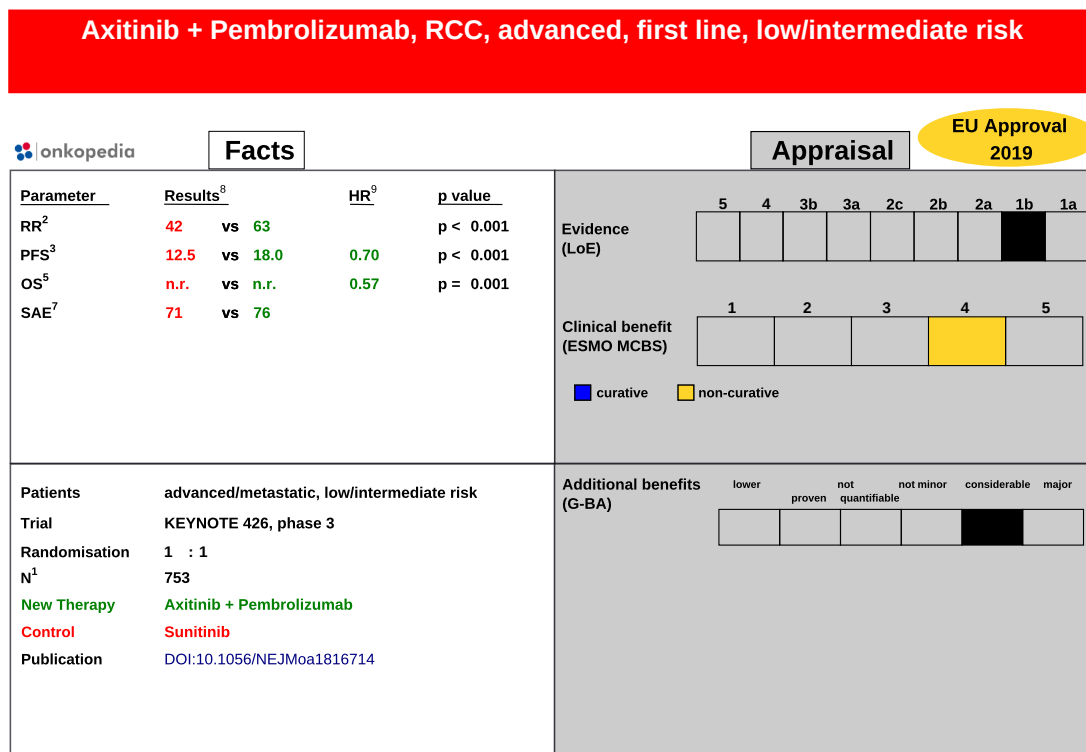 Axitinib + Pembrolizumab, RCC, advanced, first line, low/intermediate risk
onkopedia
Facts
Appraisal
EU Approval
2019
Parameter Results8 HR9 p value
RR2 42 vs 63 p < 0.001
PFS3 12.5 vs 18.0 0.70 p < 0.001
OS5 n.r. vs n.r. 0.57 p = 0.001
SAE7 71 vs 76
5 4 3b 3a 2c 2b 2a 1b 1a
Evidence
(LoE)
1 2 3 4 5
Clinical benefit
(ESMO MCBS)
curative non-curative
Patients advanced/metastatic, low/intermediate risk
Trial KEYNOTE 426, phase 3
Randomisation 1 : 1
N1 753
New Therapy Axitinib + Pembrolizumab
Control Sunitinib
Publication DOI:10.1056/NEJMoa1816714
Additional benefits
(G-BA)
lower not not minor considerable major
proven quantifiable